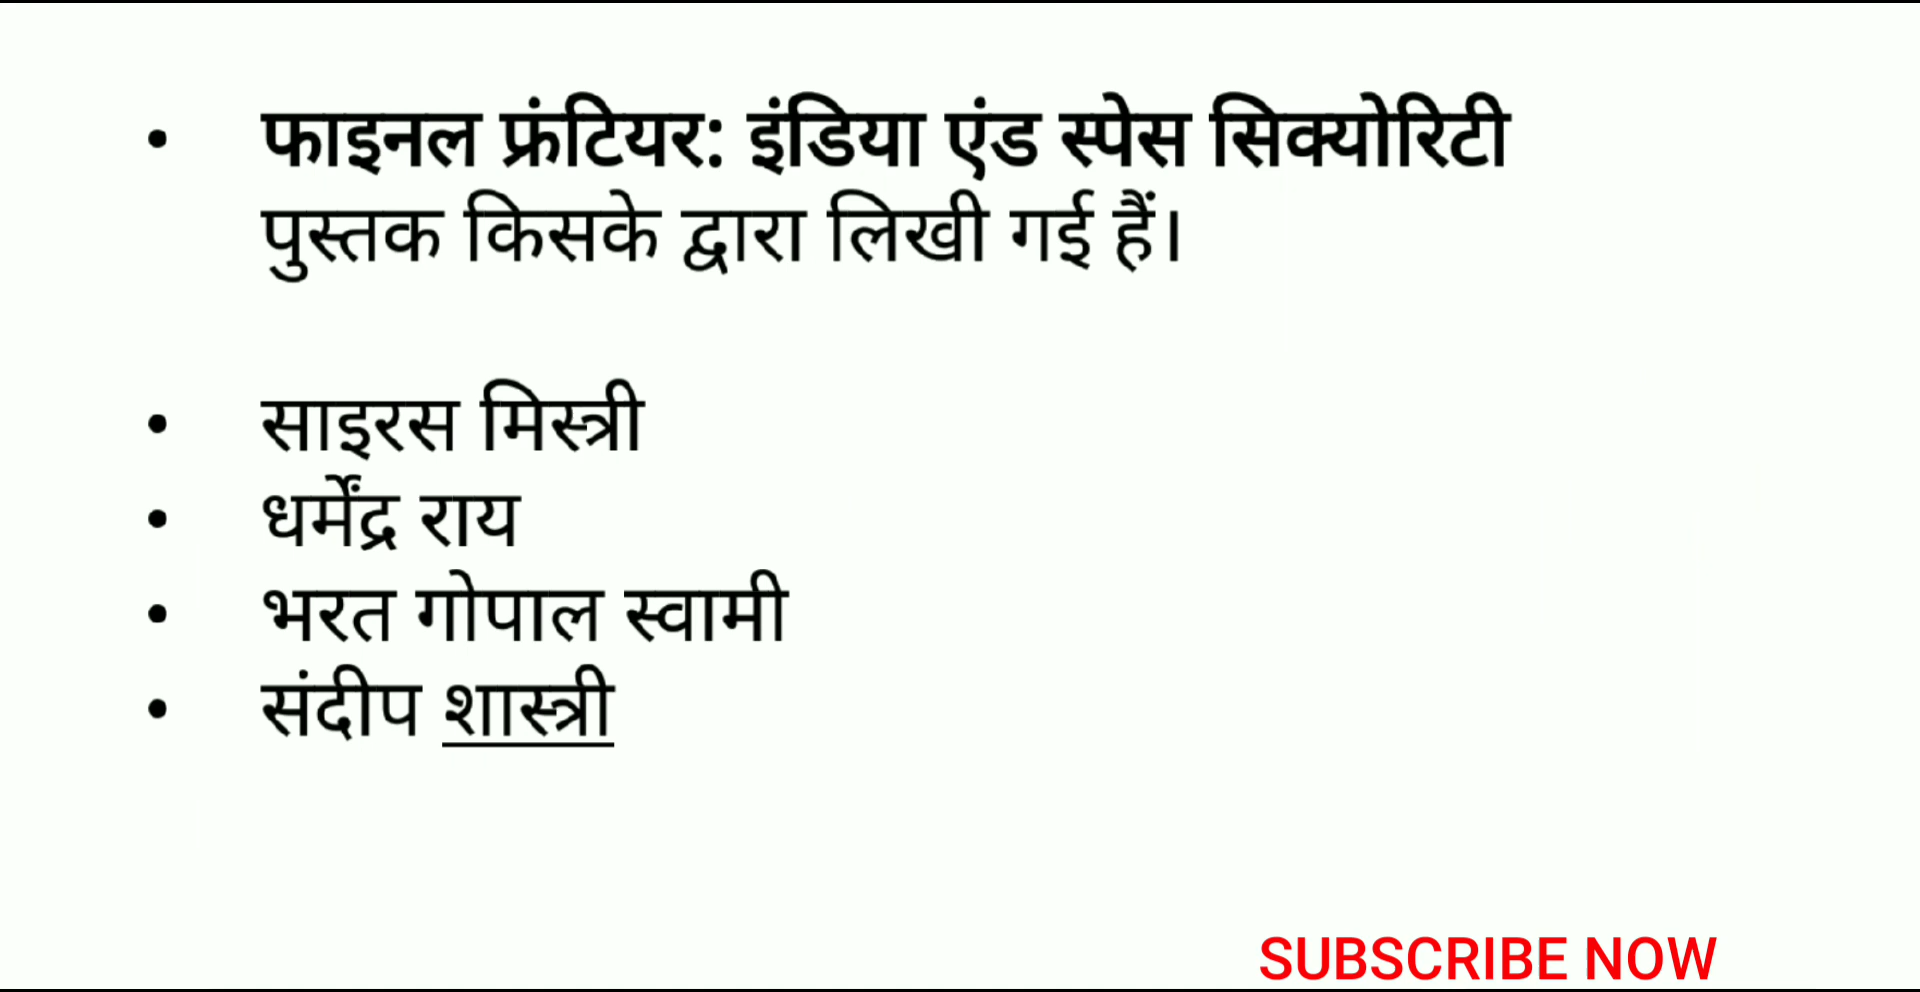 • फाइनल फ्रंटियर: इंडिया एंड स्पेस सिक्योरिटी
पुस्तक किसके द्वारा लिखी गई हैं।
• साइरस मिस्त्री
• धर्मेंद्र राय
• भरत गोपाल स्वामी
• संदीप शास्त्री
SUBSCRIBE NOW